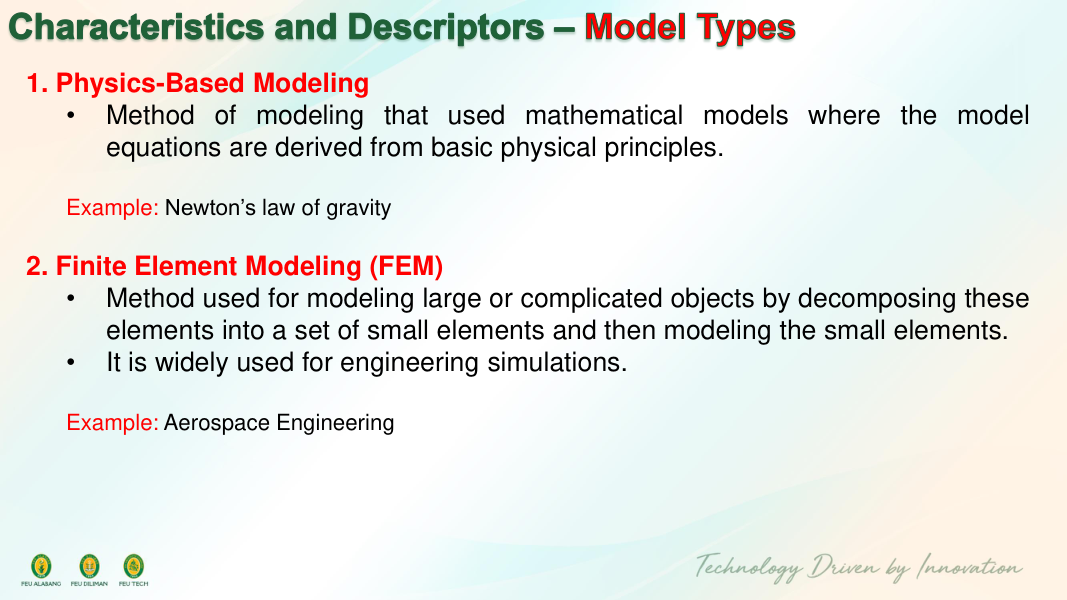 Characteristics and Descriptors – Model Types
1. Physics-Based Modeling
• Method of modeling that used mathematical models where the model
equations are derived from basic physical principles.
Example: Newton’s law of gravity
2. Finite Element Modeling (FEM)
• Method used for modeling large or complicated objects by decomposing these
elements into a set of small elements and then modeling the small elements.
• It is widely used for engineering simulations.
Example: Aerospace Engineering
FEU ALABANG FEU DILIMAN FEU TECH
Technology Driven by Innovation